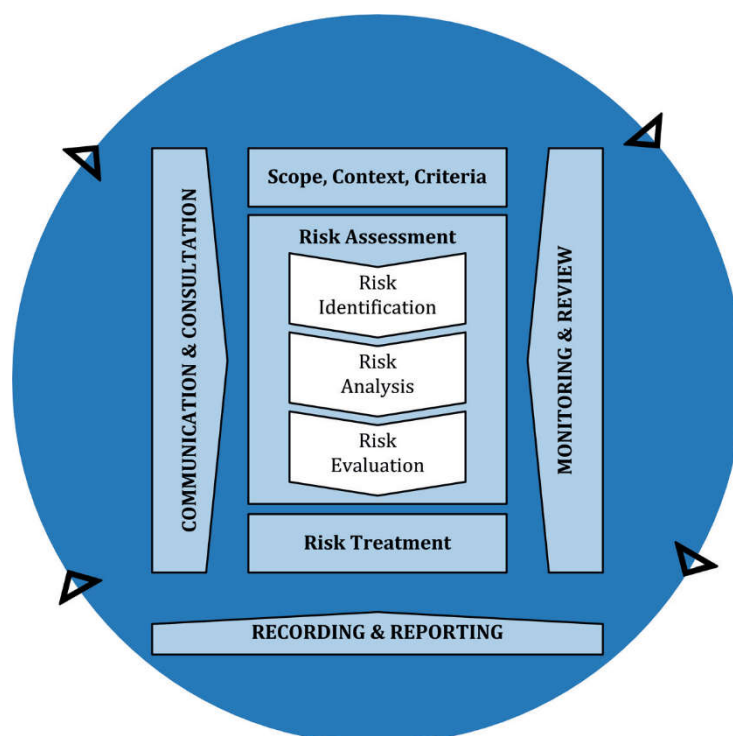 Scope, Context, Criteria
Risk Assessment
Risk
Identification
Risk
Analysis
Risk
Evaluation
Risk Treatment
COMMUNICATION & CONSULTATION
MONITORING & REVIEW
RECORDING & REPORTING